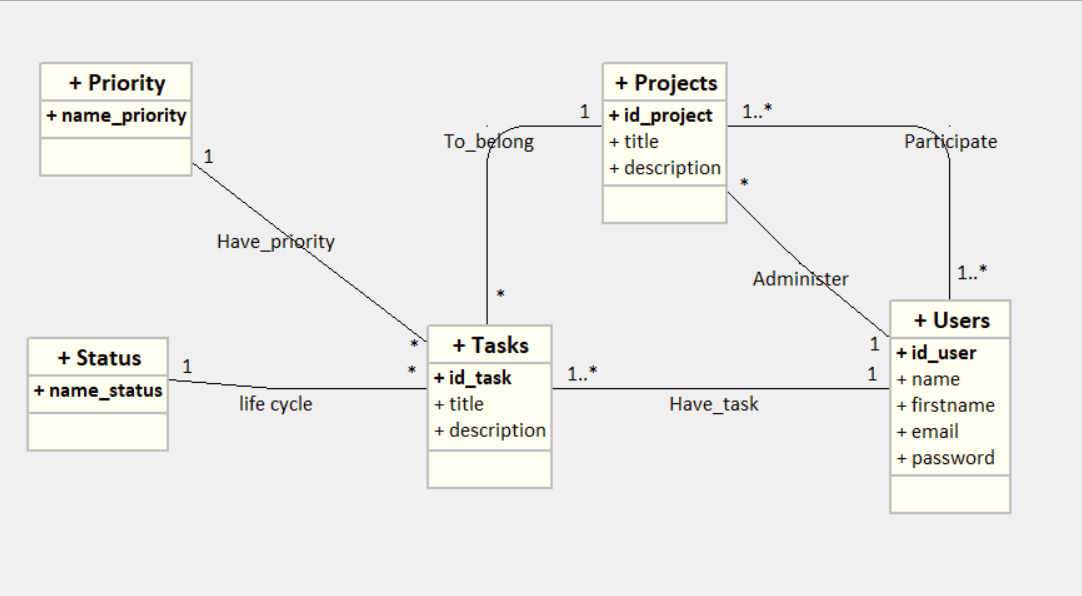 + Priority
+ name_priority
1
Have_priority
*
+ Status
+ name_status
1
life cycle
*
+ Projects
+ id_project
+ title
+ description
1
To_belong
*
1..*
Participate
1..*
*
Administer
1
+ Tasks
+ id_task
+ title
+ description
1..*
Have_task
1
+ Users
+ id_user
+ name
+ firstname
+ email
+ password